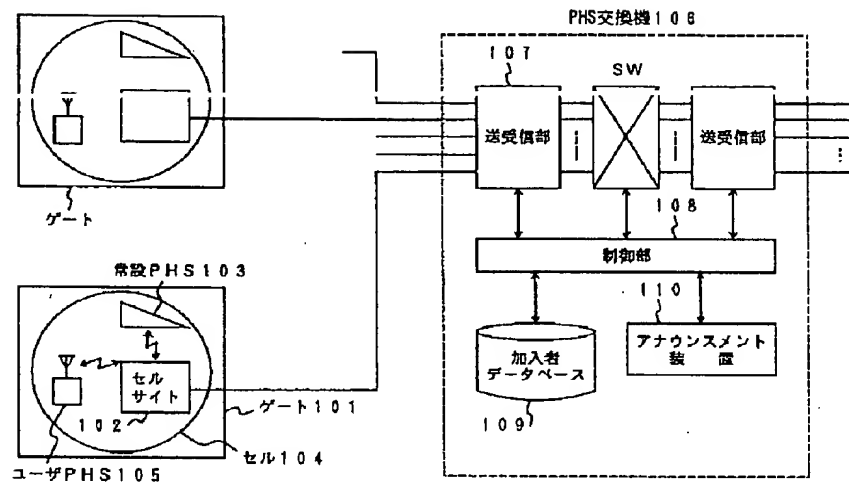 PHS交換機106
107
SW
送受信部
送受信部
108
制御部
110
加入者
データベース
アナウンスメント
装置
109
ゲート
常設PHS103
セル
サイト
102
ゲート101
セル104
ユーザPHS105